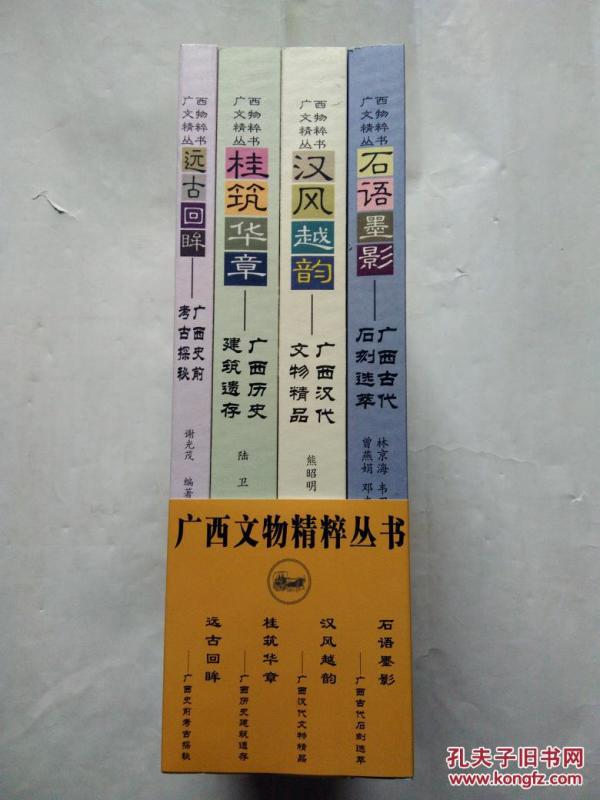 广西文物精粹丛书
远古回眸
——广西史前考古探秘
谢光茂 编著
广西文物精粹丛书
桂筑华章
——广西历史建筑遗存
陆卫
广西文物精粹丛书
汉风越韵
——广西汉代文物精品
熊昭明
广西文物精粹丛书
石语墨影
——广西古代石刻选萃
林京海
曾燕娟 邓
广西文物精粹丛书
石语墨影
——广西古代石刻选萃
汉风越韵
——广西汉代文物精品
桂筑华章
——广西历史建筑遗存
远古回眸
——广西史前考古探秘
孔夫子旧书网
www.kongfz.com